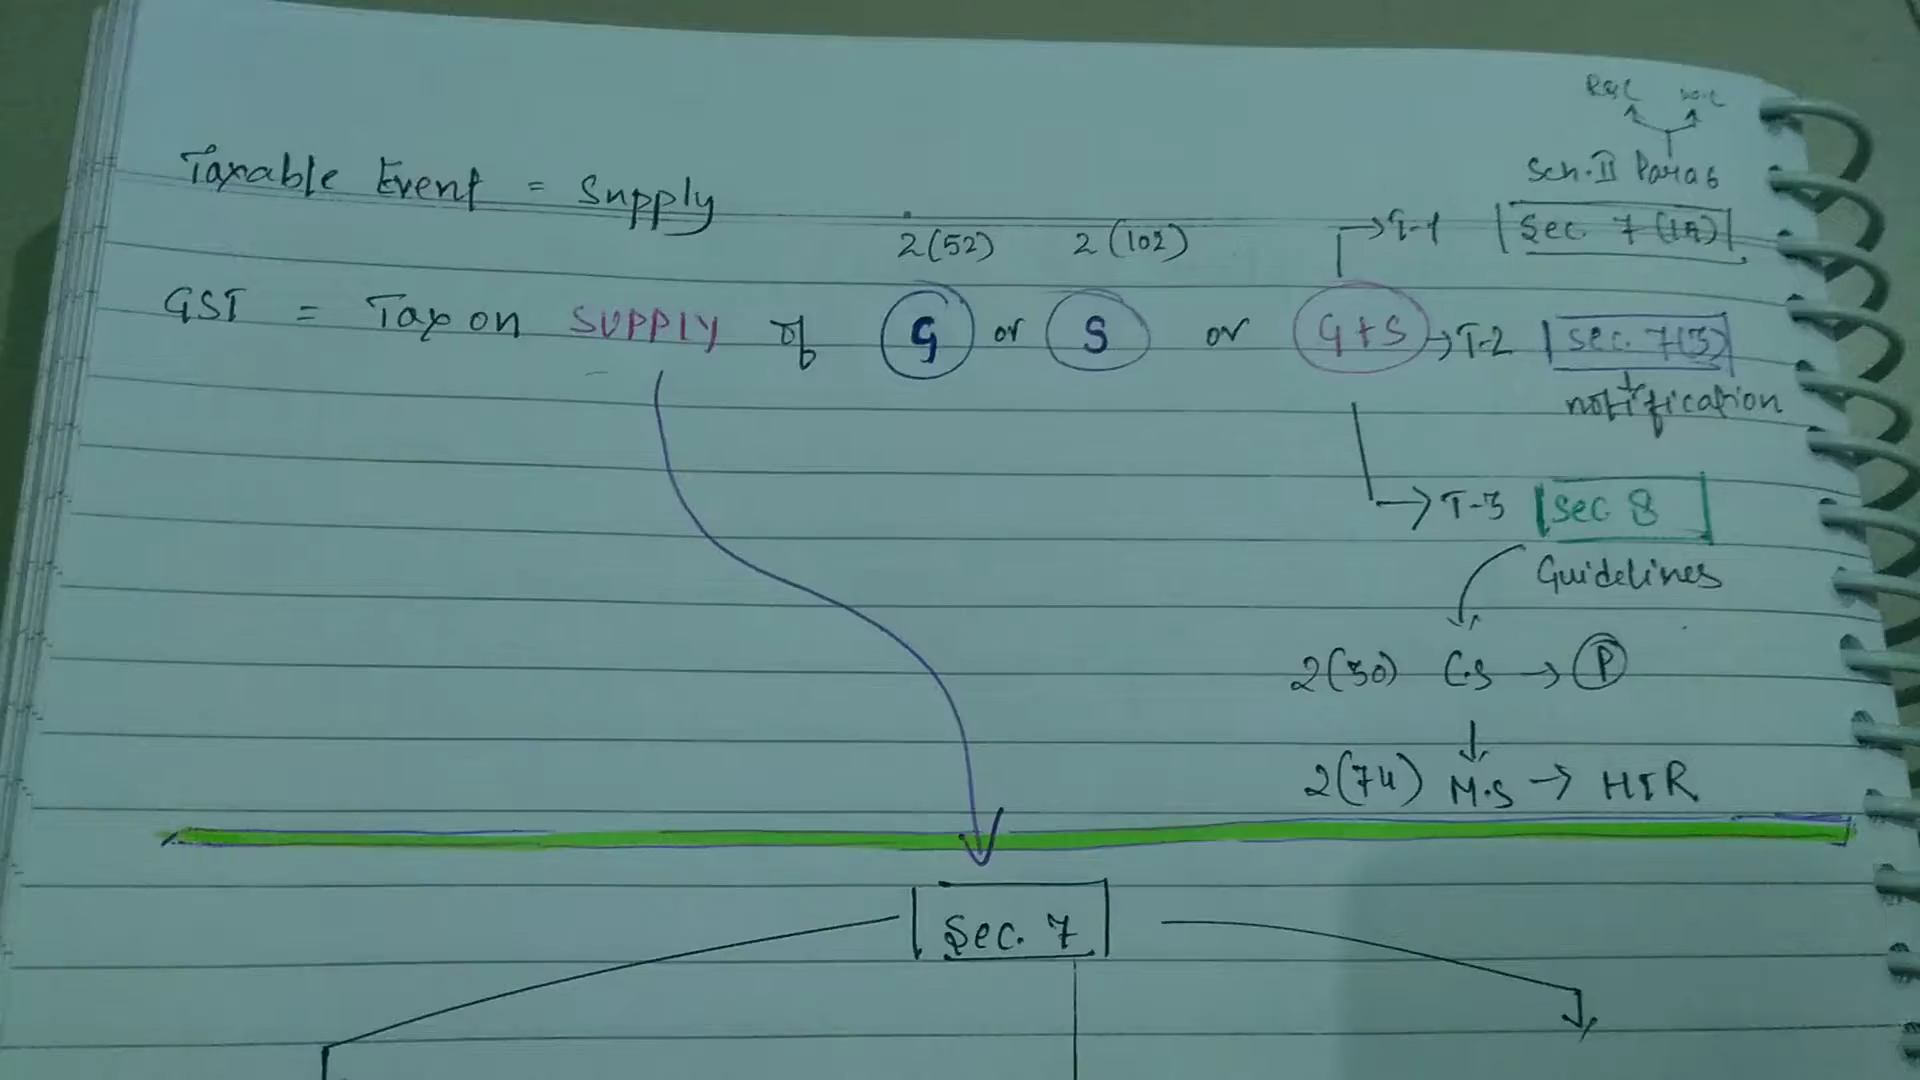 Taxable Event = Supply
R&C W.C
Sch. II Para 6
2(52) 2(102) → T-1 Sec 7(1A)
GST = Tax on SUPPLY of G or S or G+S → T-2 Sec. 7(3)
notification
→ T-3 Sec 8
Guidelines
2(30) C.S → P
2(74) M.S → HTR
Sec. 7